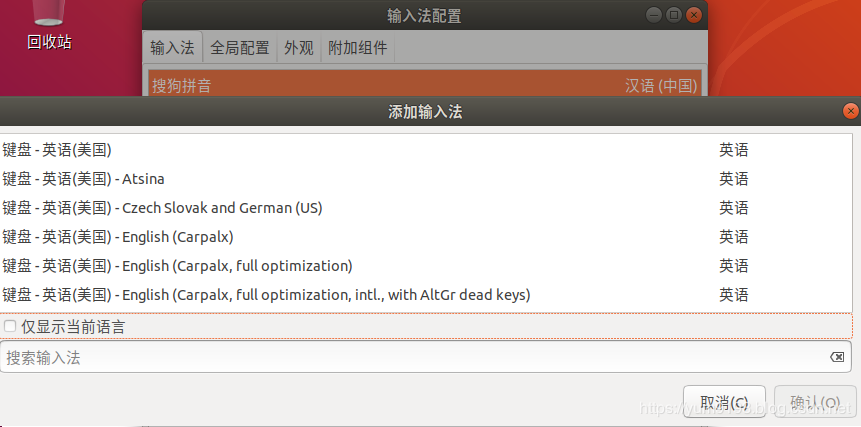 回收站
输入法配置
输入法 全局配置 外观 附加组件
搜狗拼音 汉语 (中国)
添加输入法
键盘 - 英语(美国) 英语
键盘 - 英语(美国) - Atsina 英语
键盘 - 英语(美国) - Czech Slovak and German (US) 英语
键盘 - 英语(美国) - English (Carpalx) 英语
键盘 - 英语(美国) - English (Carpalx, full optimization) 英语
键盘 - 英语(美国) - English (Carpalx, full optimization, intl., with AltGr dead keys) 英语
仅显示当前语言
搜索输入法
取消(C) 确认(O)